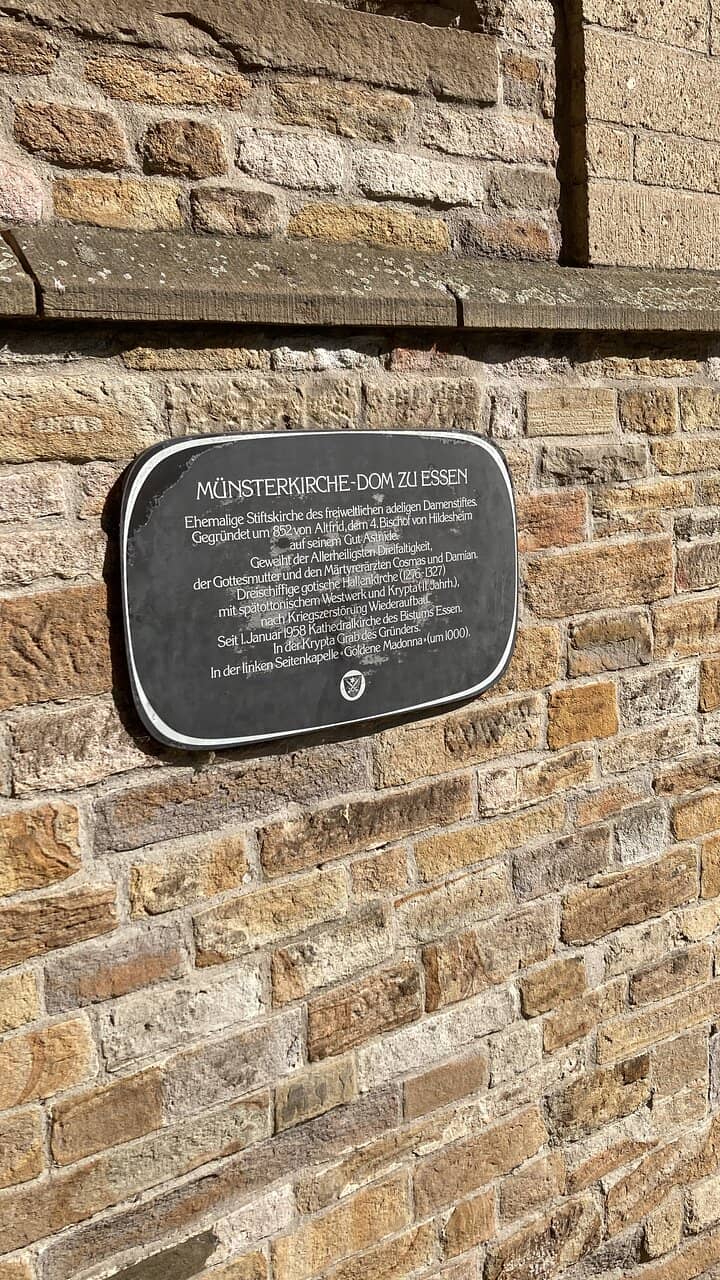 MÜNSTERKIRCHE-DOM ZU ESSEN
Ehemalige Stiftskirche des freiweltlichen adeligen Damenstiftes.
Gegründet um 852 von Altfrid, dem 4. Bischof von Hildesheim
auf seinem Gut Astnide.
Geweiht der Allerheiligsten Dreifaltigkeit,
der Gottesmutter und den Märtyrerärzten Cosmas und Damian.
Dreischiffige gotische Hallenkirche (1276-1327)
mit spätottonischem Westwerk und Krypta (11. Jahrh.),
nach Kriegszerstörung Wiederaufbau.
Seit 1. Januar 1958 Kathedralkirche des Bistums Essen.
In der Krypta Grab des Gründers.
In der linken Seitenkapelle »Goldene Madonna« (um 1000).